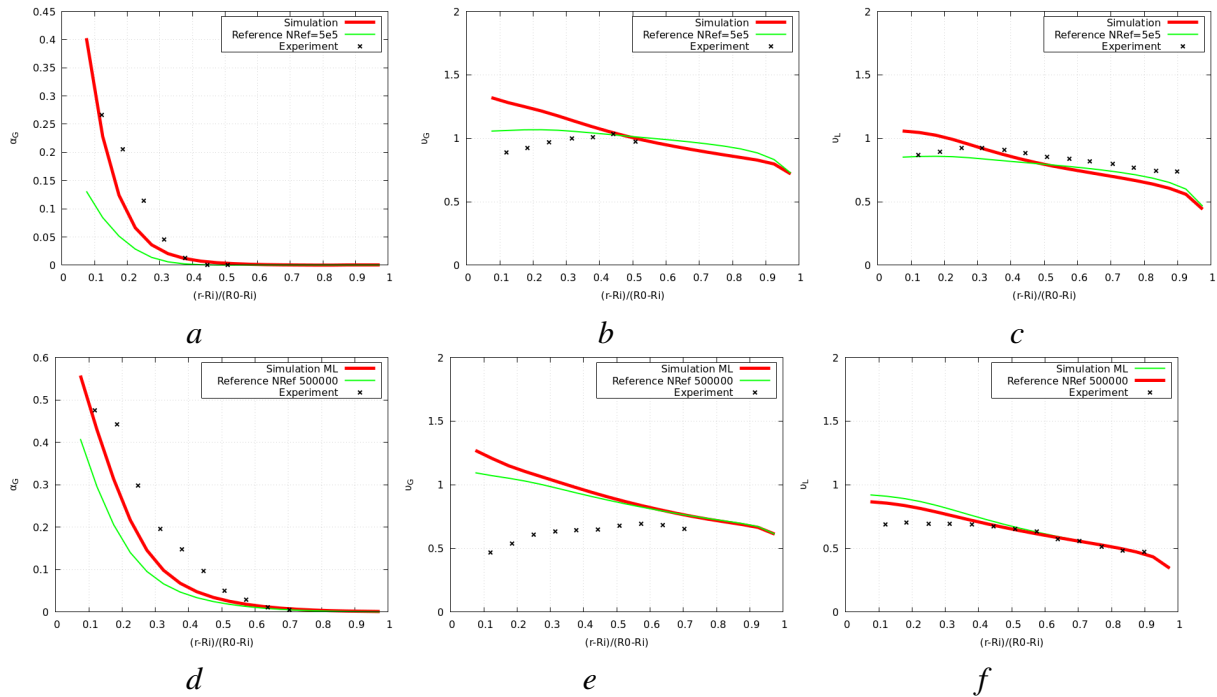 0.45
0.4
0.35
0.3
0.25
0.2
0.15
0.1
0.05
0
αG
Simulation
Reference NRef=5e5
Experiment
0 0.1 0.2 0.3 0.4 0.5 0.6 0.7 0.8 0.9 1
(r-Ri)/(R0-Ri)
a
2
1.5
1
0.5
0
υG
Simulation
Reference NRef=5e5
Experiment
0 0.1 0.2 0.3 0.4 0.5 0.6 0.7 0.8 0.9 1
(r-Ri)/(R0-Ri)
b
2
1.5
1
0.5
0
υL
Simulation
Reference NRef=5e5
Experiment
0 0.1 0.2 0.3 0.4 0.5 0.6 0.7 0.8 0.9 1
(r-Ri)/(R0-Ri)
c
0.6
0.5
0.4
0.3
0.2
0.1
0
αG
Simulation ML
Reference NRef 500000
Experiment
0 0.1 0.2 0.3 0.4 0.5 0.6 0.7 0.8 0.9 1
(r-Ri)/(R0-Ri)
d
2
1.5
1
0.5
0
υG
Simulation ML
Reference NRef 500000
Experiment
0 0.1 0.2 0.3 0.4 0.5 0.6 0.7 0.8 0.9 1
(r-Ri)/(R0-Ri)
e
2
1.5
1
0.5
0
υL
Simulation ML
Reference NRef 500000
Experiment
0 0.1 0.2 0.3 0.4 0.5 0.6 0.7 0.8 0.9 1
(r-Ri)/(R0-Ri)
f